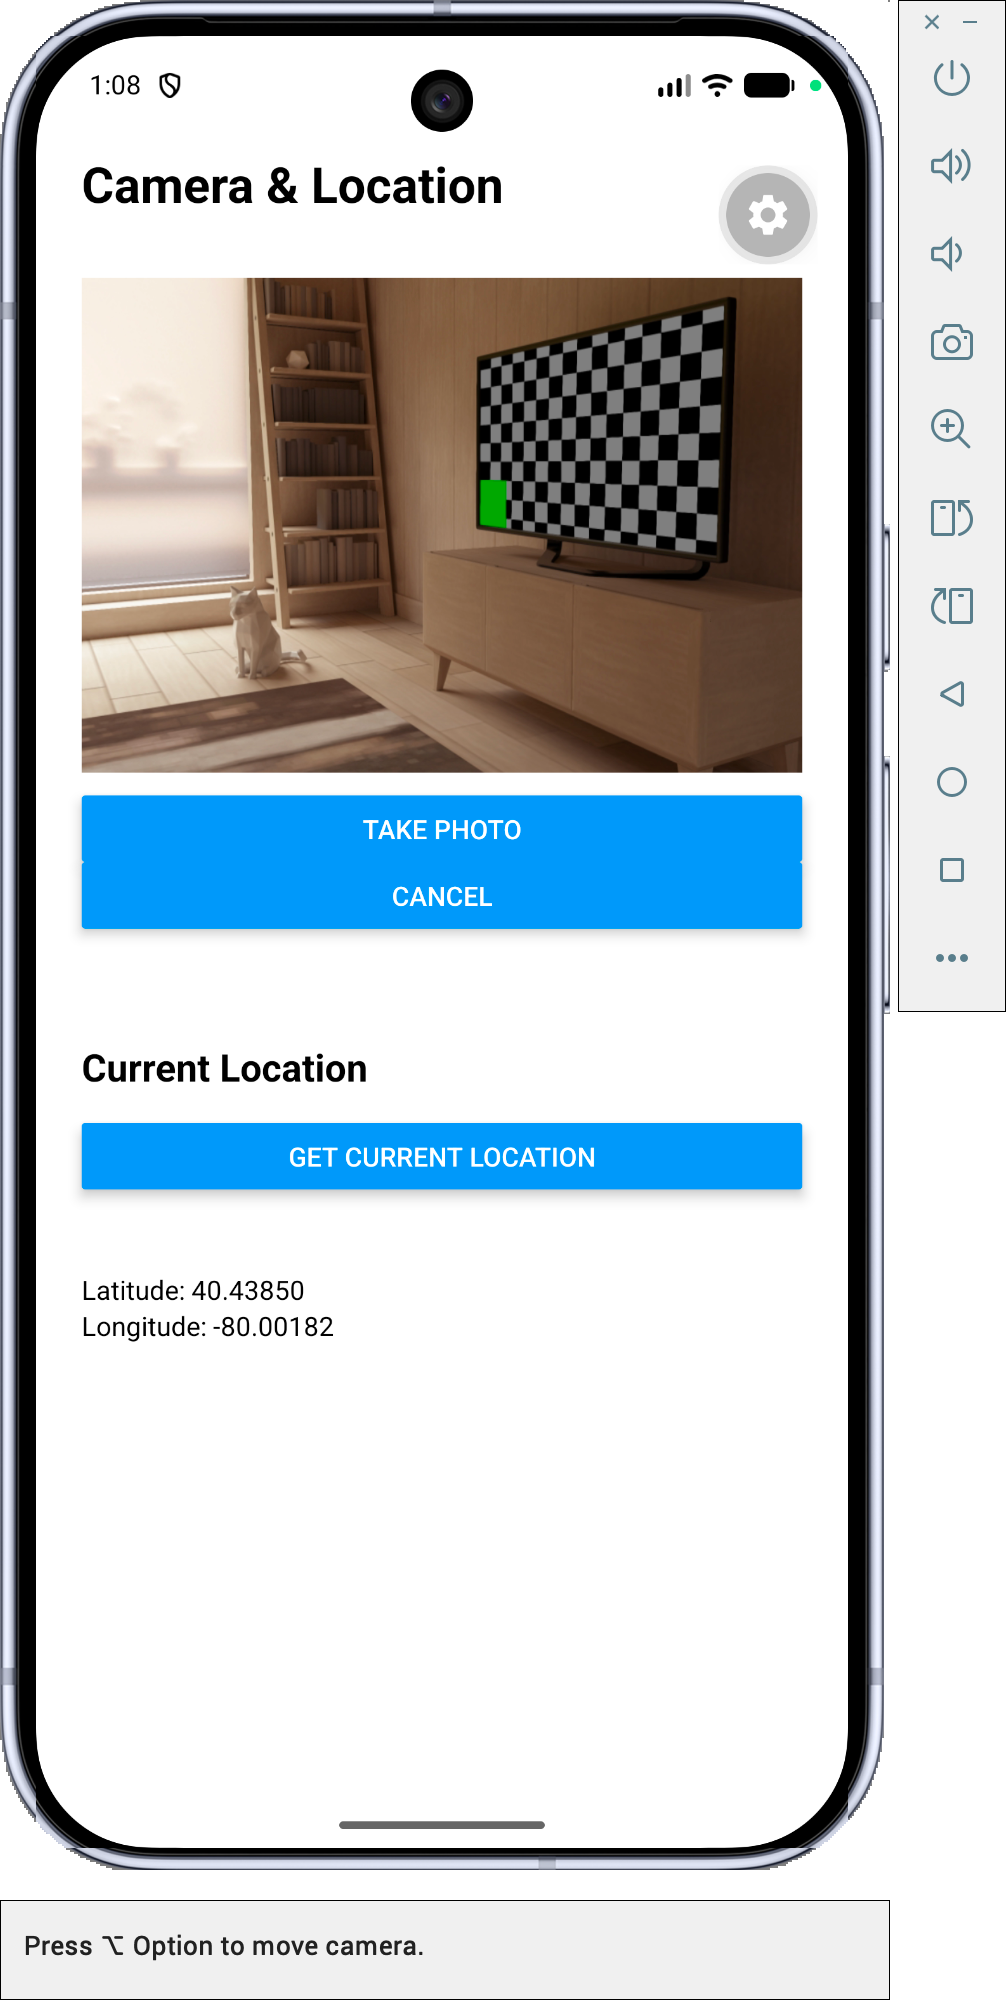 1:08
Camera & Location
TAKE PHOTO
CANCEL
Current Location
GET CURRENT LOCATION
Latitude: 40.43850
Longitude: -80.00182
Press ⌥ Option to move camera.